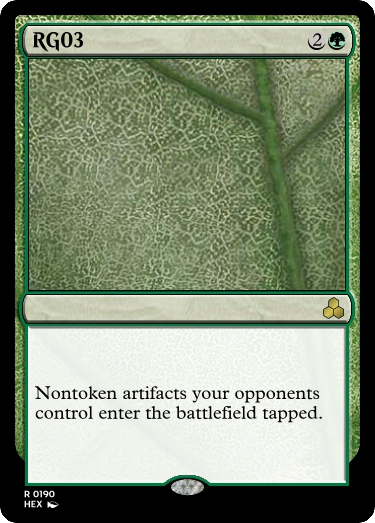 RG03 2
Nontoken artifacts your opponents
control enter the battlefield tapped.
R 0190
HEX